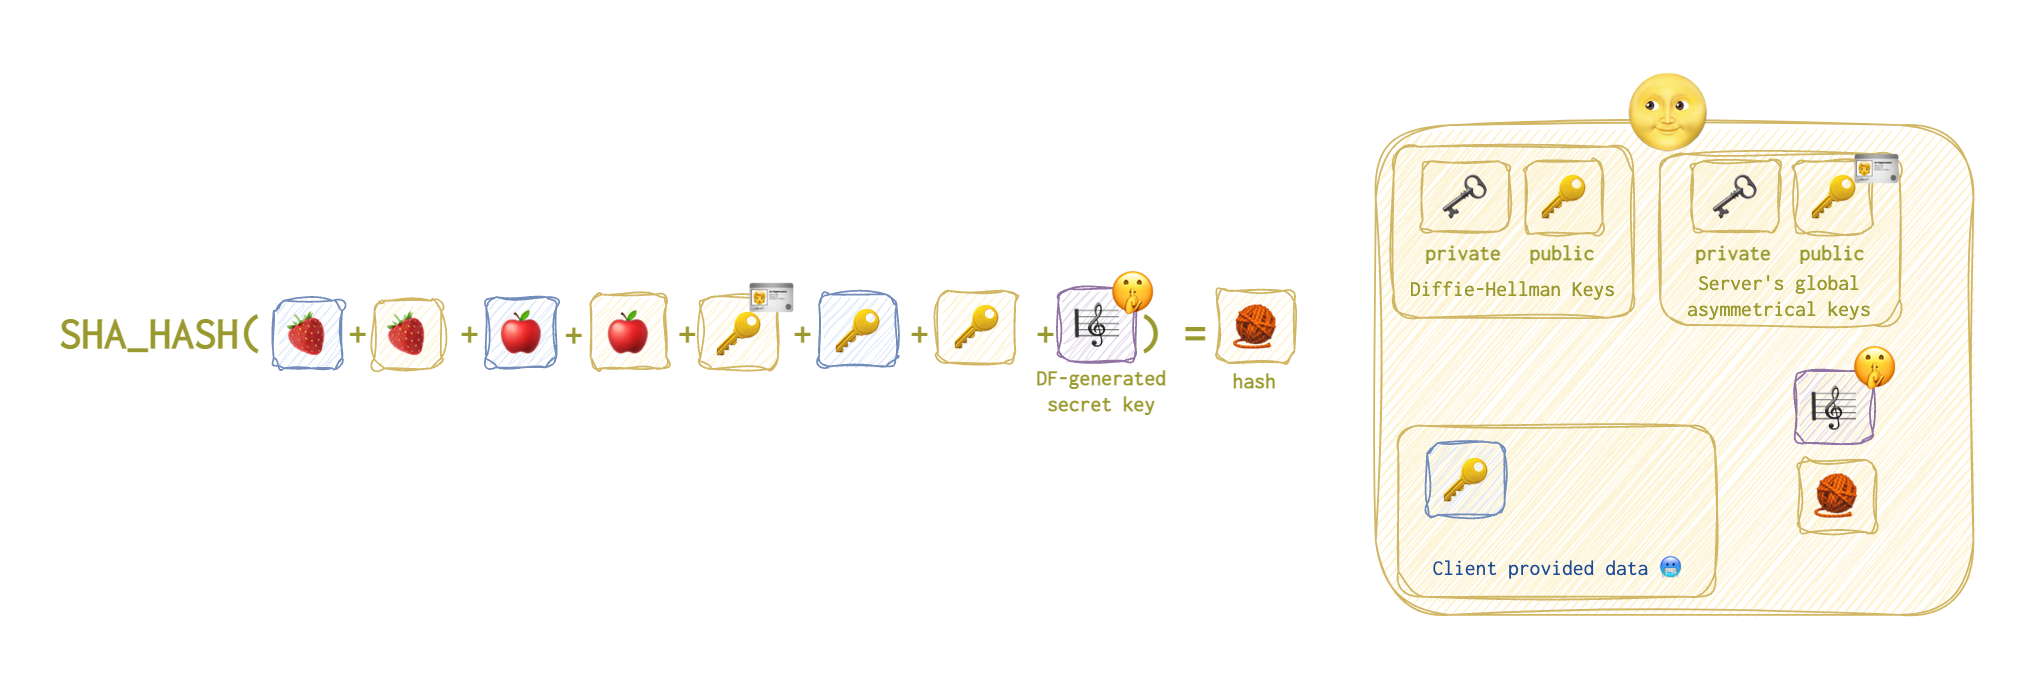 SHA_HASH( + + + + + + + ) =
DF-generated
secret key
hash
private public
Diffie-Hellman Keys
private public
Server's global
asymmetrical keys
Client provided data